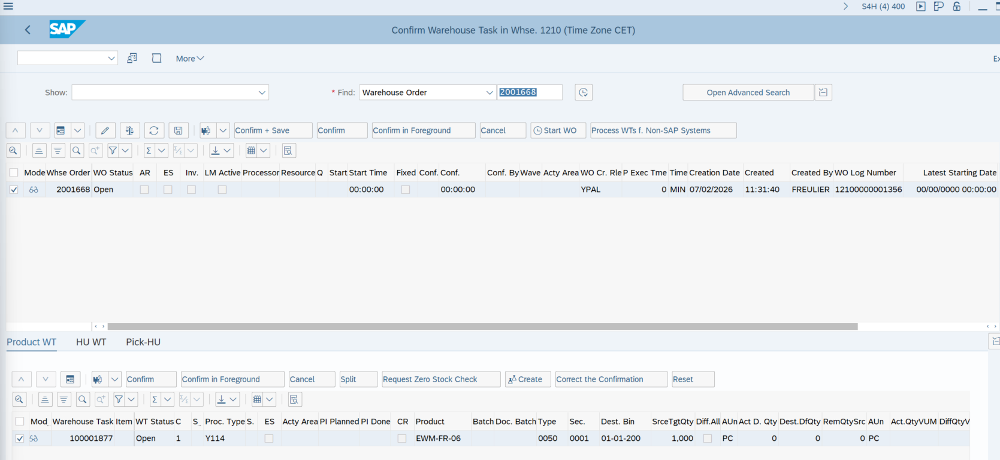 S4H (4) 400
SAP
Confirm Warehouse Task in Whse. 1210 (Time Zone CET)
More
Show:
* Find: Warehouse Order 2001668
Open Advanced Search
Confirm + Save Confirm Confirm in Foreground Cancel Start WO Process WTs f. Non-SAP Systems
Mode Whse Order WO Status AR ES Inv. LM Active Processor Resource Q Start Start Time Fixed Conf. Conf. Conf. By Wave Acty Area WO Cr. Rle P Exec Tme Time Creation Date Created Created By WO Log Number Latest Starting Date
2001668 Open 00:00:00 00:00:00 YPAL 0 MIN 07/02/2026 11:31:40 FREULIER 12100000001356 00/00/0000 00:00:00
Product WT HU WT Pick-HU
Confirm Confirm in Foreground Cancel Split Request Zero Stock Check Create Correct the Confirmation Reset
Mod... Warehouse Task Item WT Status C S... Proc. Type S. ES Acty Area PI Planned PI Done CR Product Batch Doc. Batch Type Sec. Dest. Bin SrceTgtQty Diff.All AUn Act D. Qty Dest.DfQty RemQtySrc AUn Act.QtyVUM DiffQtyV
100001877 Open 1 Y114 EWM-FR-06 0050 0001 01-01-200 1,000 PC 0 0 0 PC